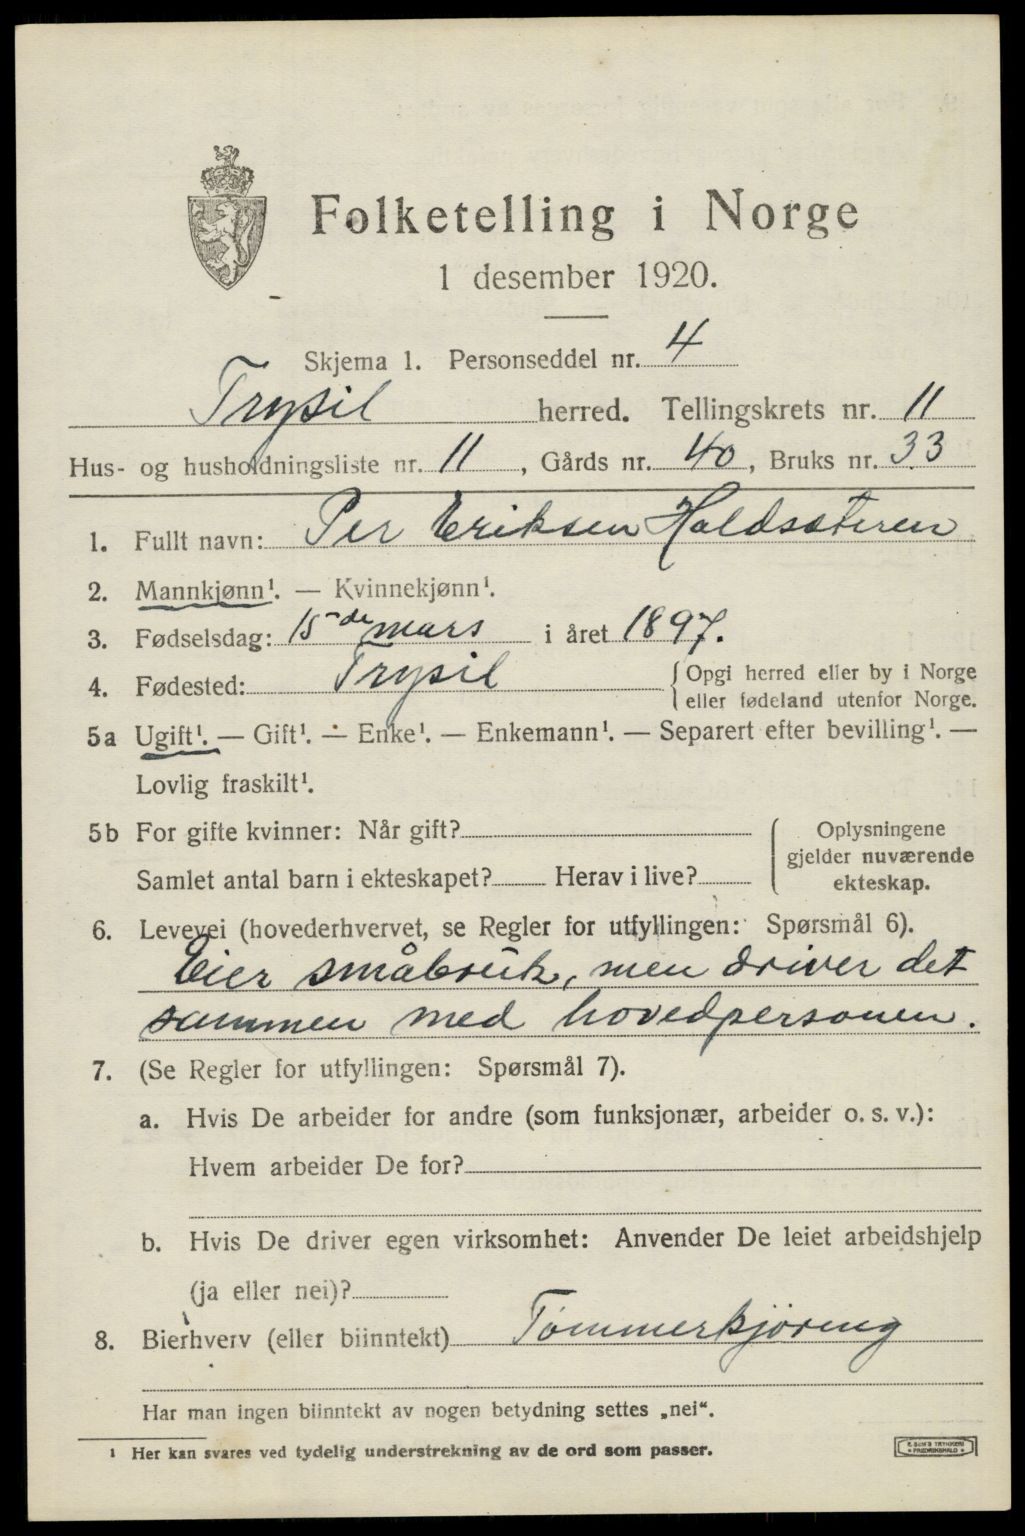 Folketelling i Norge
1 desember 1920.
Skjema 1. Personseddel nr. 4
Trysil herred. Tellingskrets nr. 11
Hus- og husholdningsliste nr. 11, Gårds nr. 40, Bruks nr. 33
1. Fullt navn: Per Eriksen Haldssteren
2. Mannkjønn¹. — Kvinnekjønn¹.
3. Fødselsdag: 15de mars i året 1897.
4. Fødested: Trysil {Opgi herred eller by i Norge
eller fødeland utenfor Norge.
5a Ugift¹. — Gift¹. — Enke¹. — Enkemann¹. — Separert efter bevilling¹. —
Lovlig fraskilt¹.
5b For gifte kvinner: Når gift?
Samlet antal barn i ekteskapet? Herav i live?
{ Oplysningene
gjelder nuværende
ekteskap.
6. Levevei (hovederhvervet, se Regler for utfyllingen: Spørsmål 6).
Eier småbruk, men driver det
sammen med hovedpersonen.
7. (Se Regler for utfyllingen: Spørsmål 7).
a. Hvis De arbeider for andre (som funksjonær, arbeider o. s. v.):
Hvem arbeider De for?
b. Hvis De driver egen virksomhet: Anvender De leiet arbeidshjelp
(ja eller nei)?
8. Bierhverv (eller biinntekt) Tømmerkjøring
Har man ingen biinntekt av nogen betydning settes „nei“.
¹ Her kan svares ved tydelig understrekning av de ord som passer.